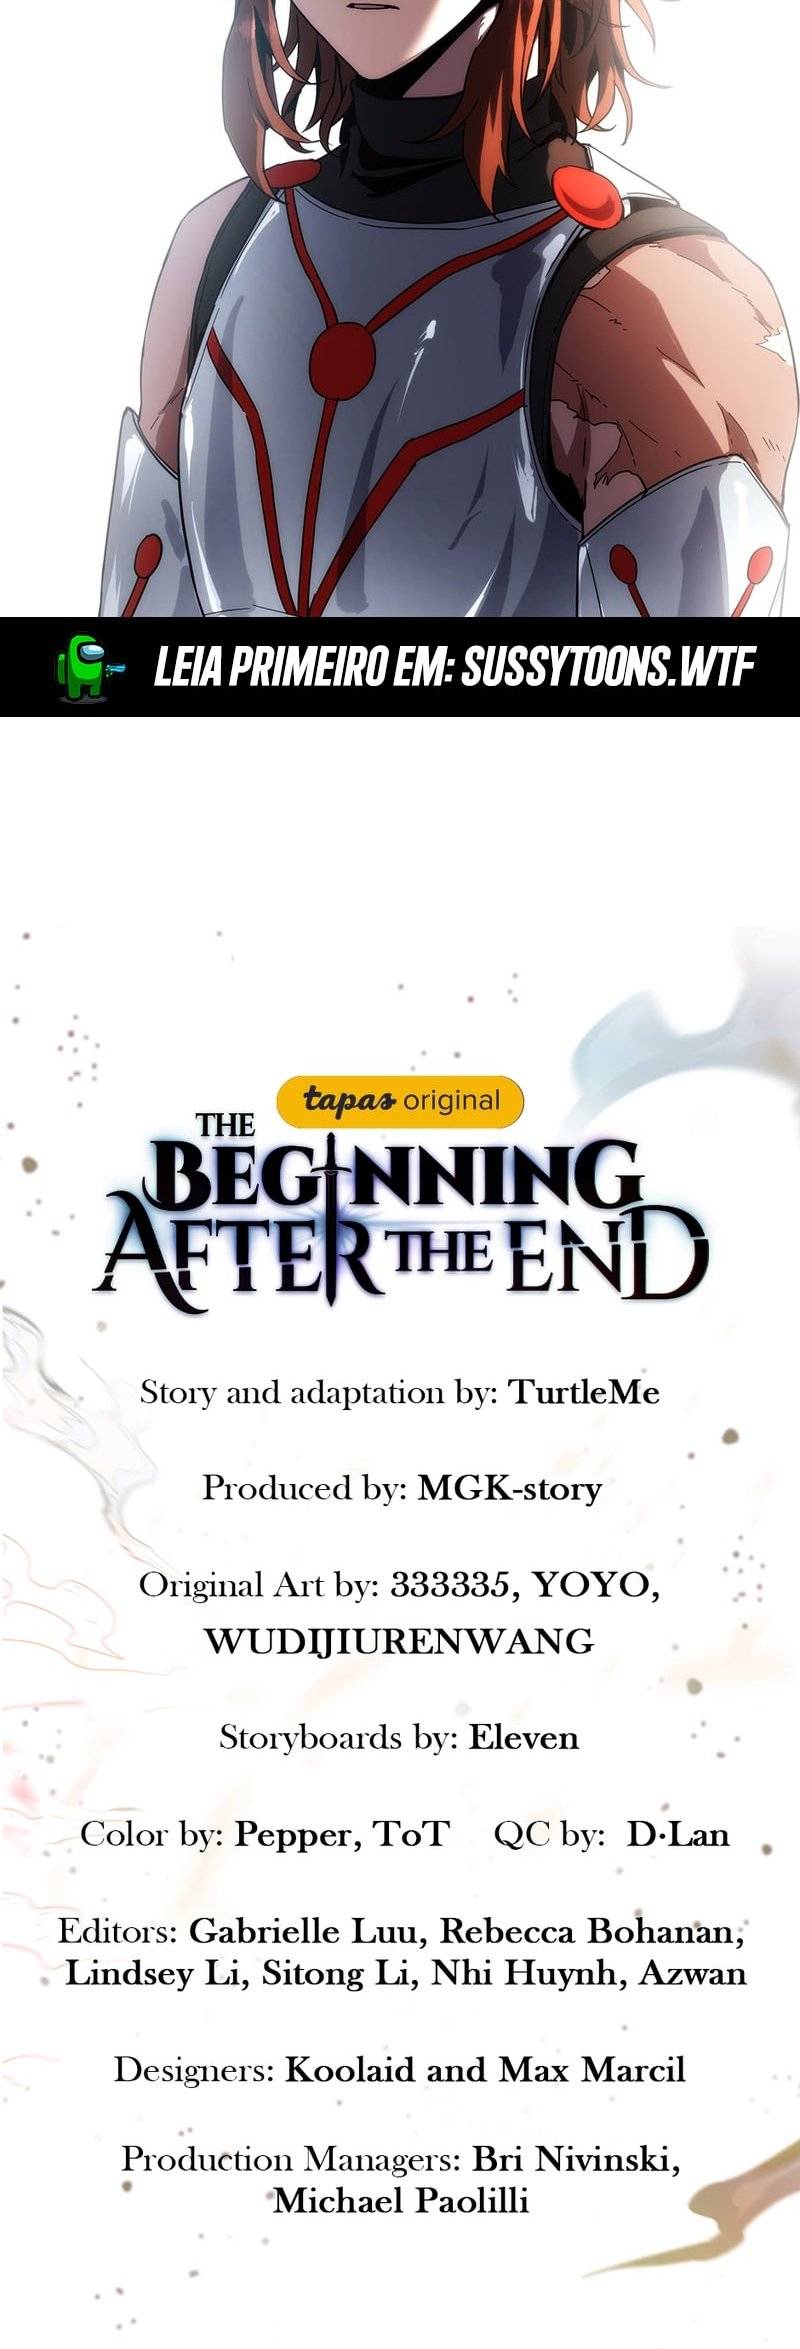 LEIA PRIMEIRO EM: SUSSYTOONS.WTF
tapas original
THE
BEGINNING
AFTER THE END
Story and adaptation by: TurtleMe
Produced by: MGK-story
Original Art by: 333335, YOYO,
WUDIJIURENWANG
Storyboards by: Eleven
Color by: Pepper, ToT QC by: D·Lan
Editors: Gabrielle Luu, Rebecca Bohanan,
Lindsey Li, Sitong Li, Nhi Huynh, Azwan
Designers: Koolaid and Max Marcil
Production Managers: Bri Nivinski,
Michael Paolilli